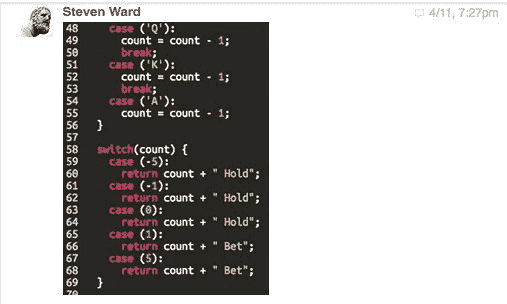 Steven Ward
4/11, 7:27pm
48 case ('Q'):
49 count = count - 1;
50 break;
51 case ('K'):
52 count = count - 1;
53 break;
54 case ('A'):
55 count = count - 1;
56 }
57
58 switch(count) {
59 case (-5):
60 return count + " Hold";
61 case (-1):
62 return count + " Hold";
63 case (0):
64 return count + " Hold";
65 case (1):
66 return count + " Bet";
67 case (5):
68 return count + " Bet";
69 }
70